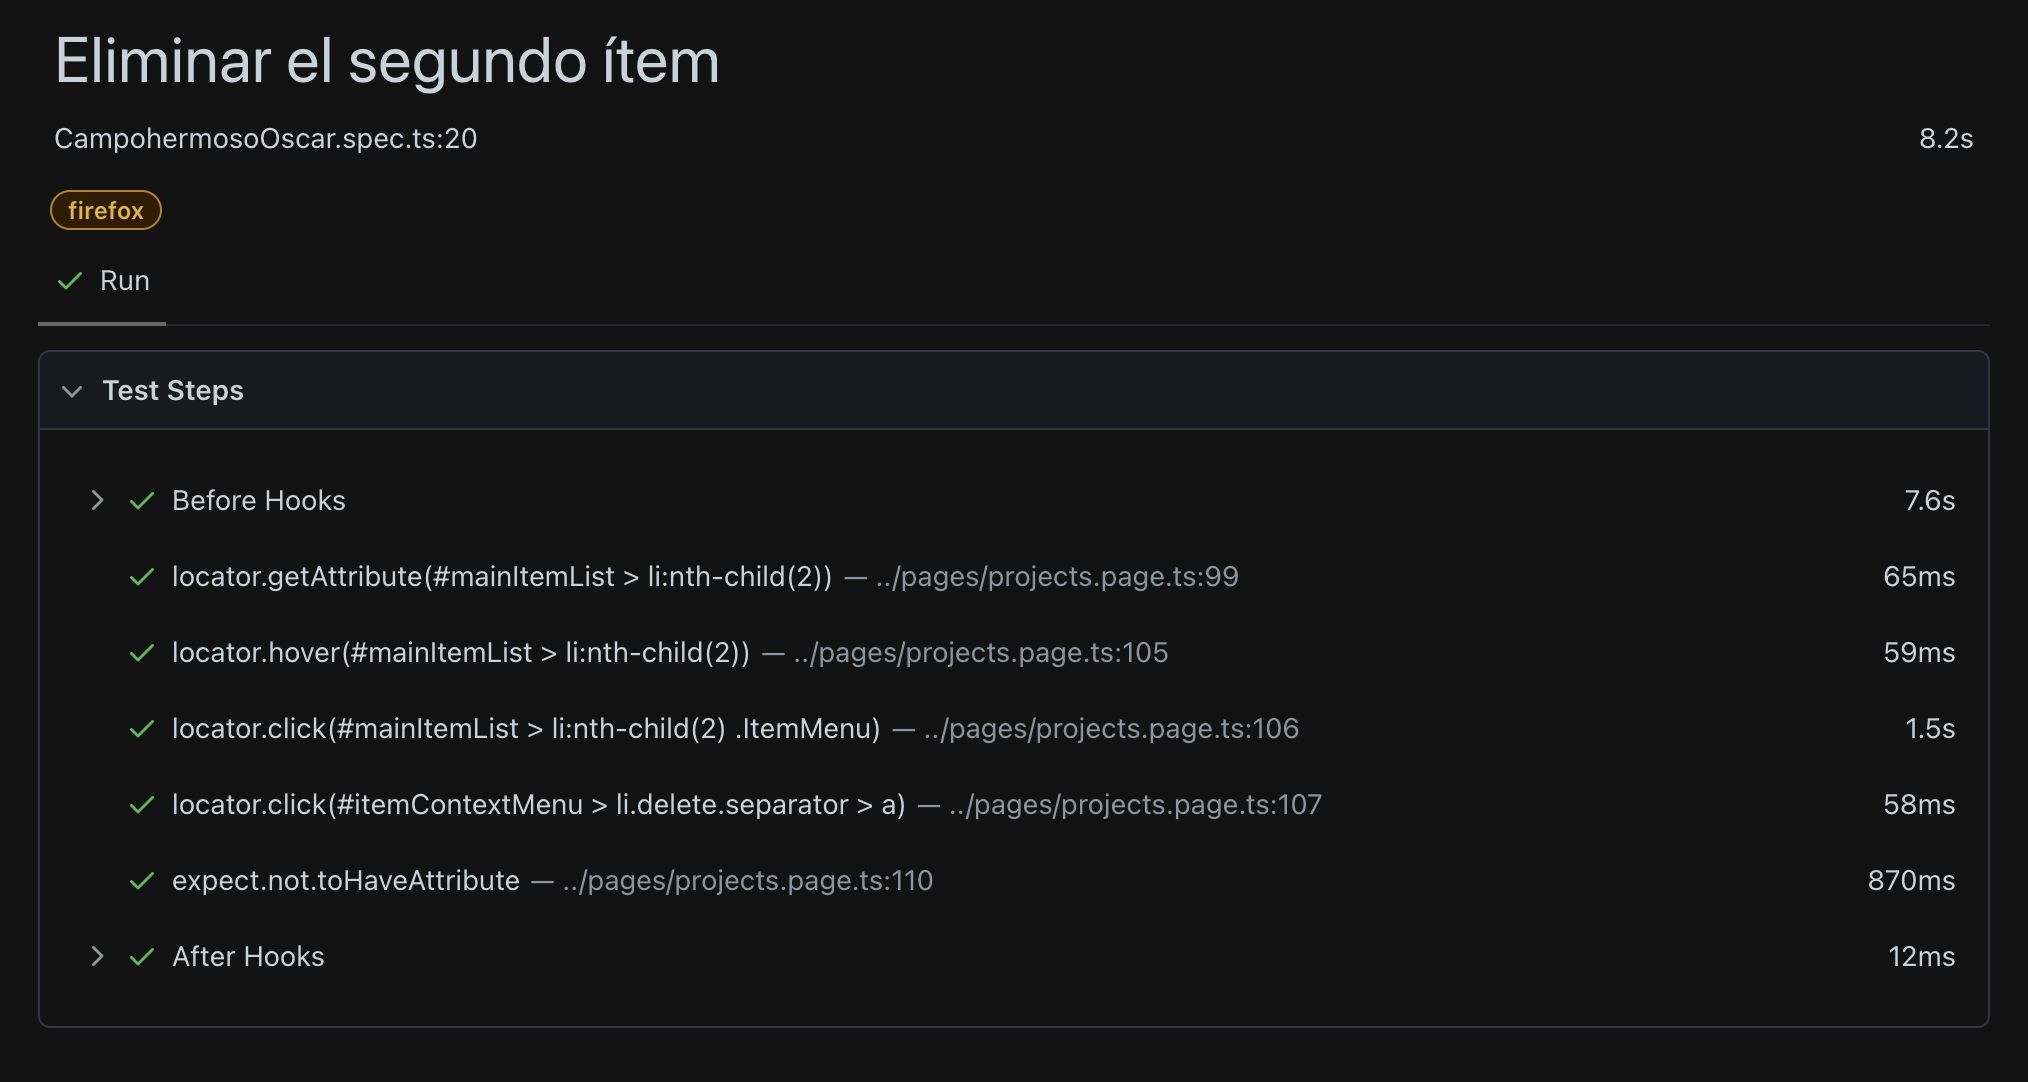 Eliminar el segundo ítem
CampohermosoOscar.spec.ts:20 8.2s
firefox
Run
Test Steps
Before Hooks 7.6s
locator.getAttribute(#mainItemList > li:nth-child(2)) — ../pages/projects.page.ts:99 65ms
locator.hover(#mainItemList > li:nth-child(2)) — ../pages/projects.page.ts:105 59ms
locator.click(#mainItemList > li:nth-child(2) .ItemMenu) — ../pages/projects.page.ts:106 1.5s
locator.click(#itemContextMenu > li.delete.separator > a) — ../pages/projects.page.ts:107 58ms
expect.not.toHaveAttribute — ../pages/projects.page.ts:110 870ms
After Hooks 12ms